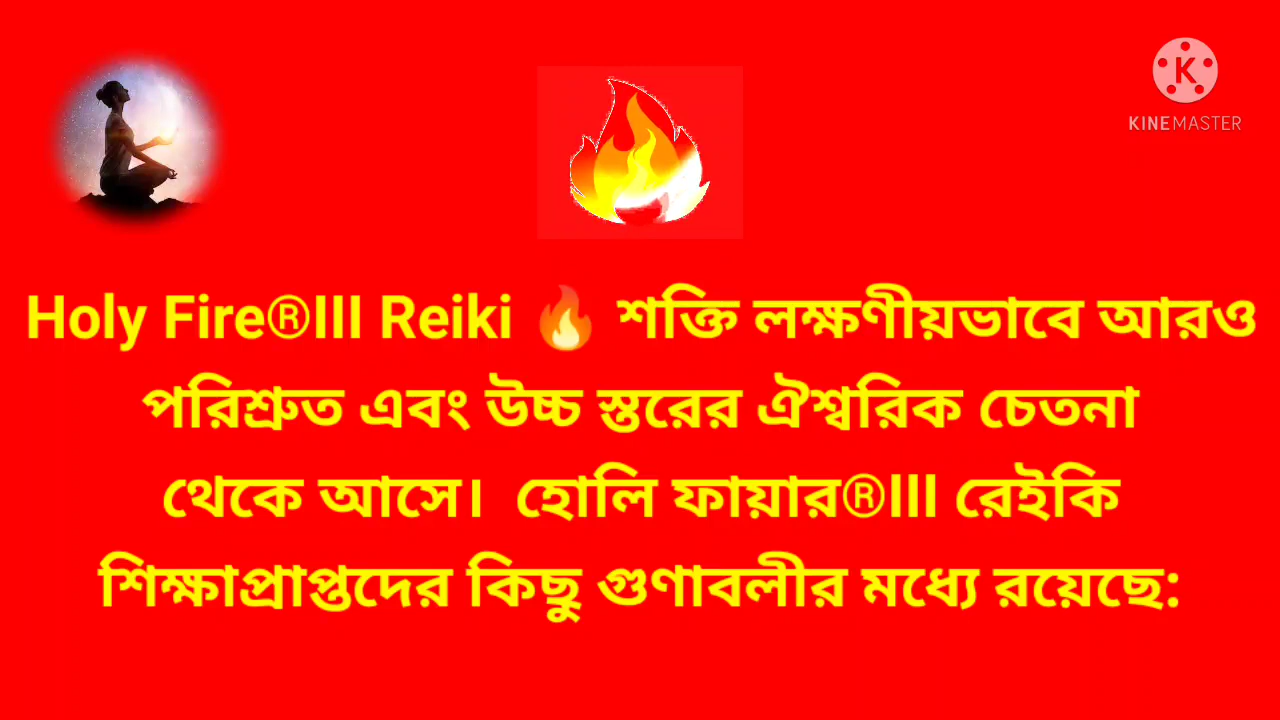 KINEMASTER
Holy Fire®III Reiki 🔥 শক্তি লক্ষণীয়ভাবে আরও
পরিশ্রুত এবং উচ্চ স্তরের ঐশ্বরিক চেতনা
থেকে আসে। হোলি ফায়ার®III রেইকি
শিক্ষাপ্রাপ্তদের কিছু গুণাবলীর মধ্যে রয়েছে: